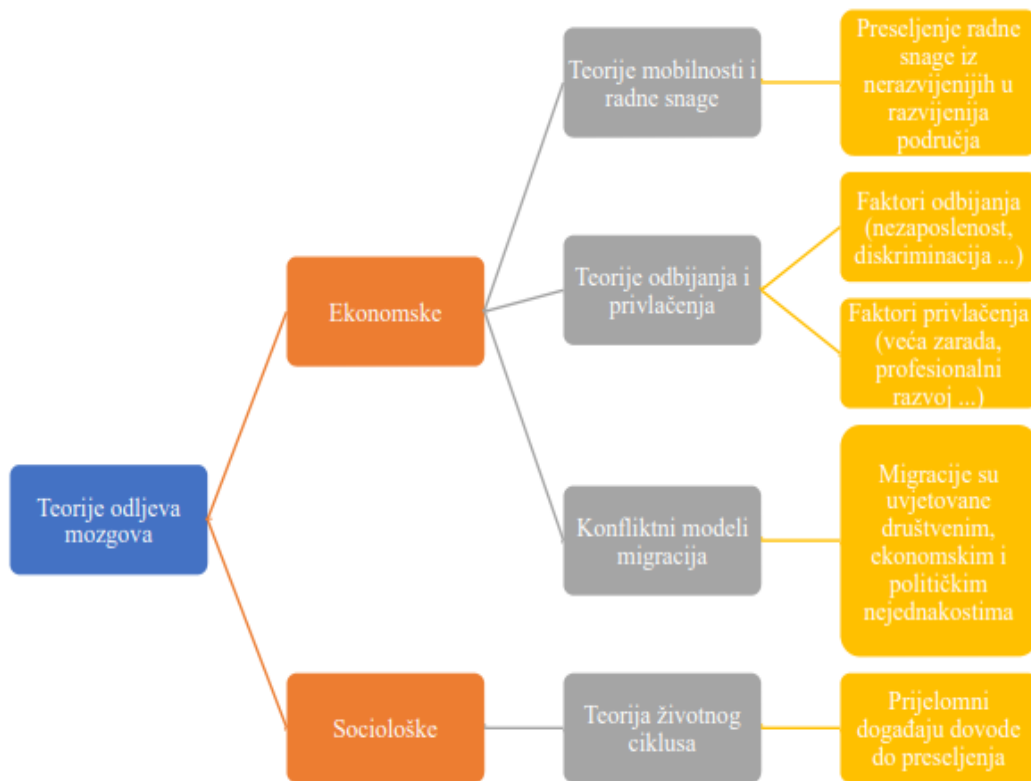 Teorije odljeva
mozgova
Ekonomske
Teorije mobilnosti i
radne snage
Preseljenje radne
snage iz
nerazvijenijih u
razvijenija
područja
Teorije odbijanja i
privlačenja
Faktori odbijanja
(nezaposlenost,
diskriminacija ...)
Faktori privlačenja
(veća zarada,
profesionalni
razvoj ...)
Konfliktni modeli
migracija
Migracije su
uvjetovane
društvenim,
ekonomskim i
političkim
nejednakostima
Sociološke
Teorija životnog
ciklusa
Prijelomni
događaju dovode
do preseljenja